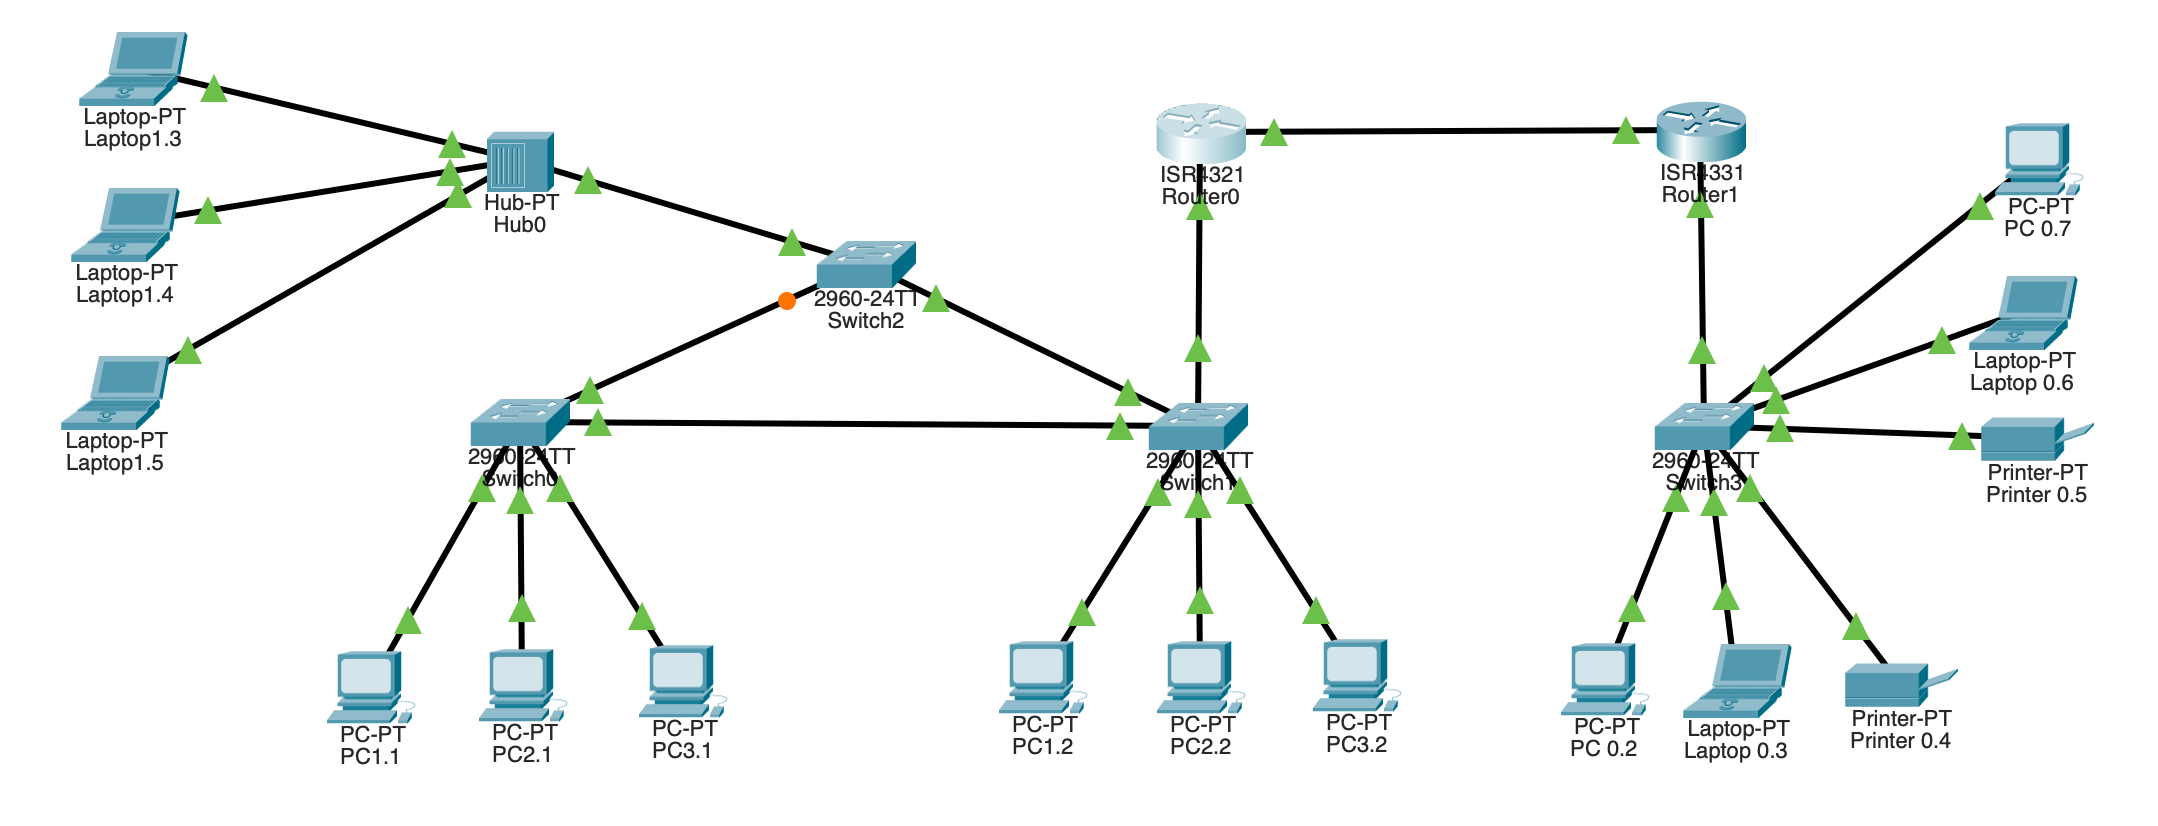 Laptop-PT
Laptop1.3
Laptop-PT
Laptop1.4
Laptop-PT
Laptop1.5
Hub-PT
Hub0
2960-24TT
Switch2
2960-24TT
Switch0
2960-24TT
Switch1
ISR4321
Router0
ISR4331
Router1
2960-24TT
Switch3
PC-PT
PC 0.7
Laptop-PT
Laptop 0.6
Printer-PT
Printer 0.5
PC-PT
PC1.1
PC-PT
PC2.1
PC-PT
PC3.1
PC-PT
PC1.2
PC-PT
PC2.2
PC-PT
PC3.2
PC-PT
PC 0.2
Laptop-PT
Laptop 0.3
Printer-PT
Printer 0.4